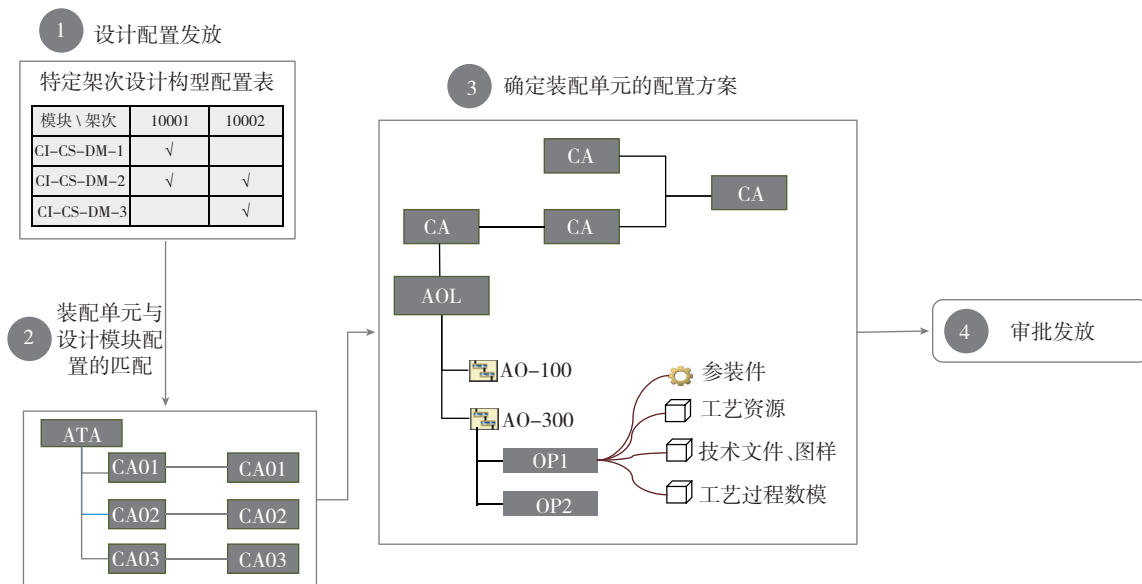 1 设计配置发放
特定架次设计构型配置表
模块\架次 10001 10002
CI-CS-DM-1 √
CI-CS-DM-2 √ √
CI-CS-DM-3 √
2 装配单元与
设计模块配
置的匹配
ATA
CA01 CA01
CA02 CA02
CA03 CA03
3 确定装配单元的配置方案
CA
CA
CA CA
AOL
AO-100
AO-300
OP1
OP2
参装件
工艺资源
技术文件、图样
工艺过程数模
4 审批发放